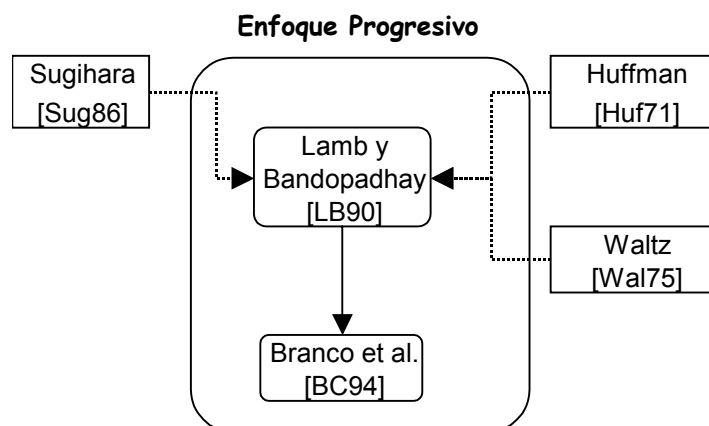 Enfoque Progresivo
Sugihara
[Sug86]
Huffman
[Huf71]
Lamb y
Bandopadhay
[LB90]
Waltz
[Wal75]
Branco et al.
[BC94]